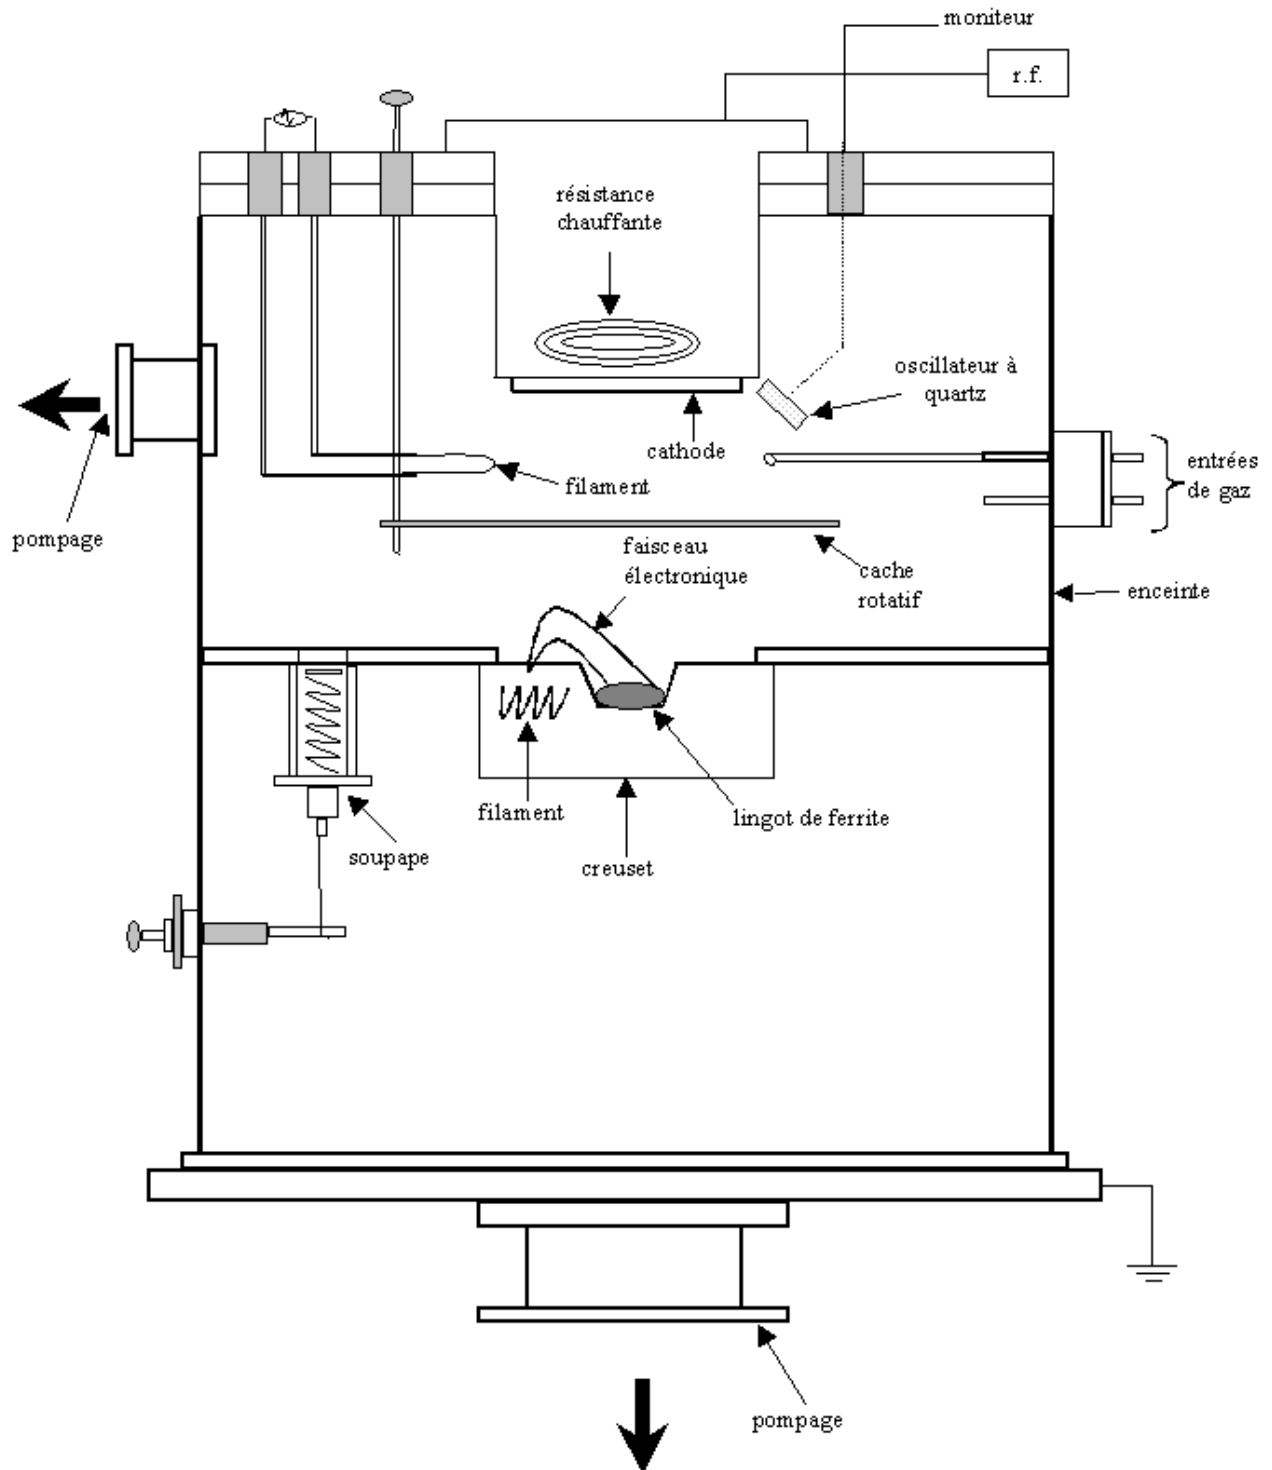 moniteur
r.f.
résistance
chauffante
oscillateur à
quartz
cathode
entrées
de gaz
filament
pompage
faisceau
électronique
cache
rotatif
enceinte
filament
lingot de ferrite
soupape
creuset
pompage